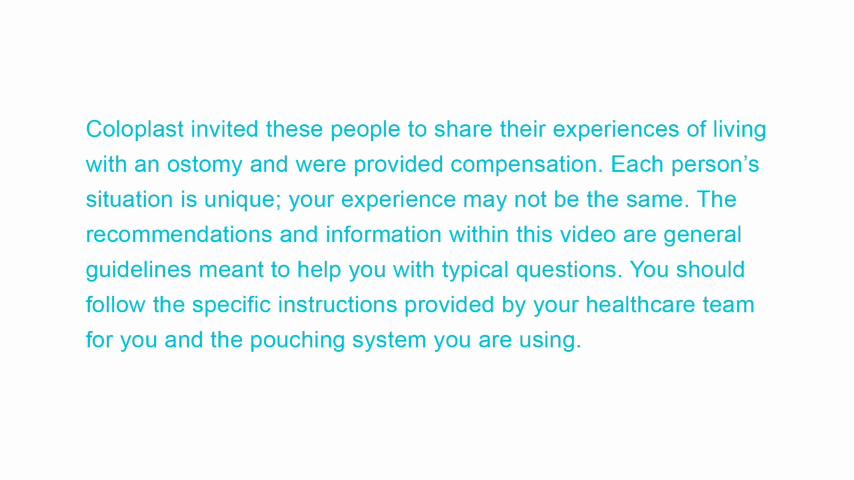 Coloplast invited these people to share their experiences of living
with an ostomy and were provided compensation. Each person’s
situation is unique; your experience may not be the same. The
recommendations and information within this video are general
guidelines meant to help you with typical questions. You should
follow the specific instructions provided by your healthcare team
for you and the pouching system you are using.